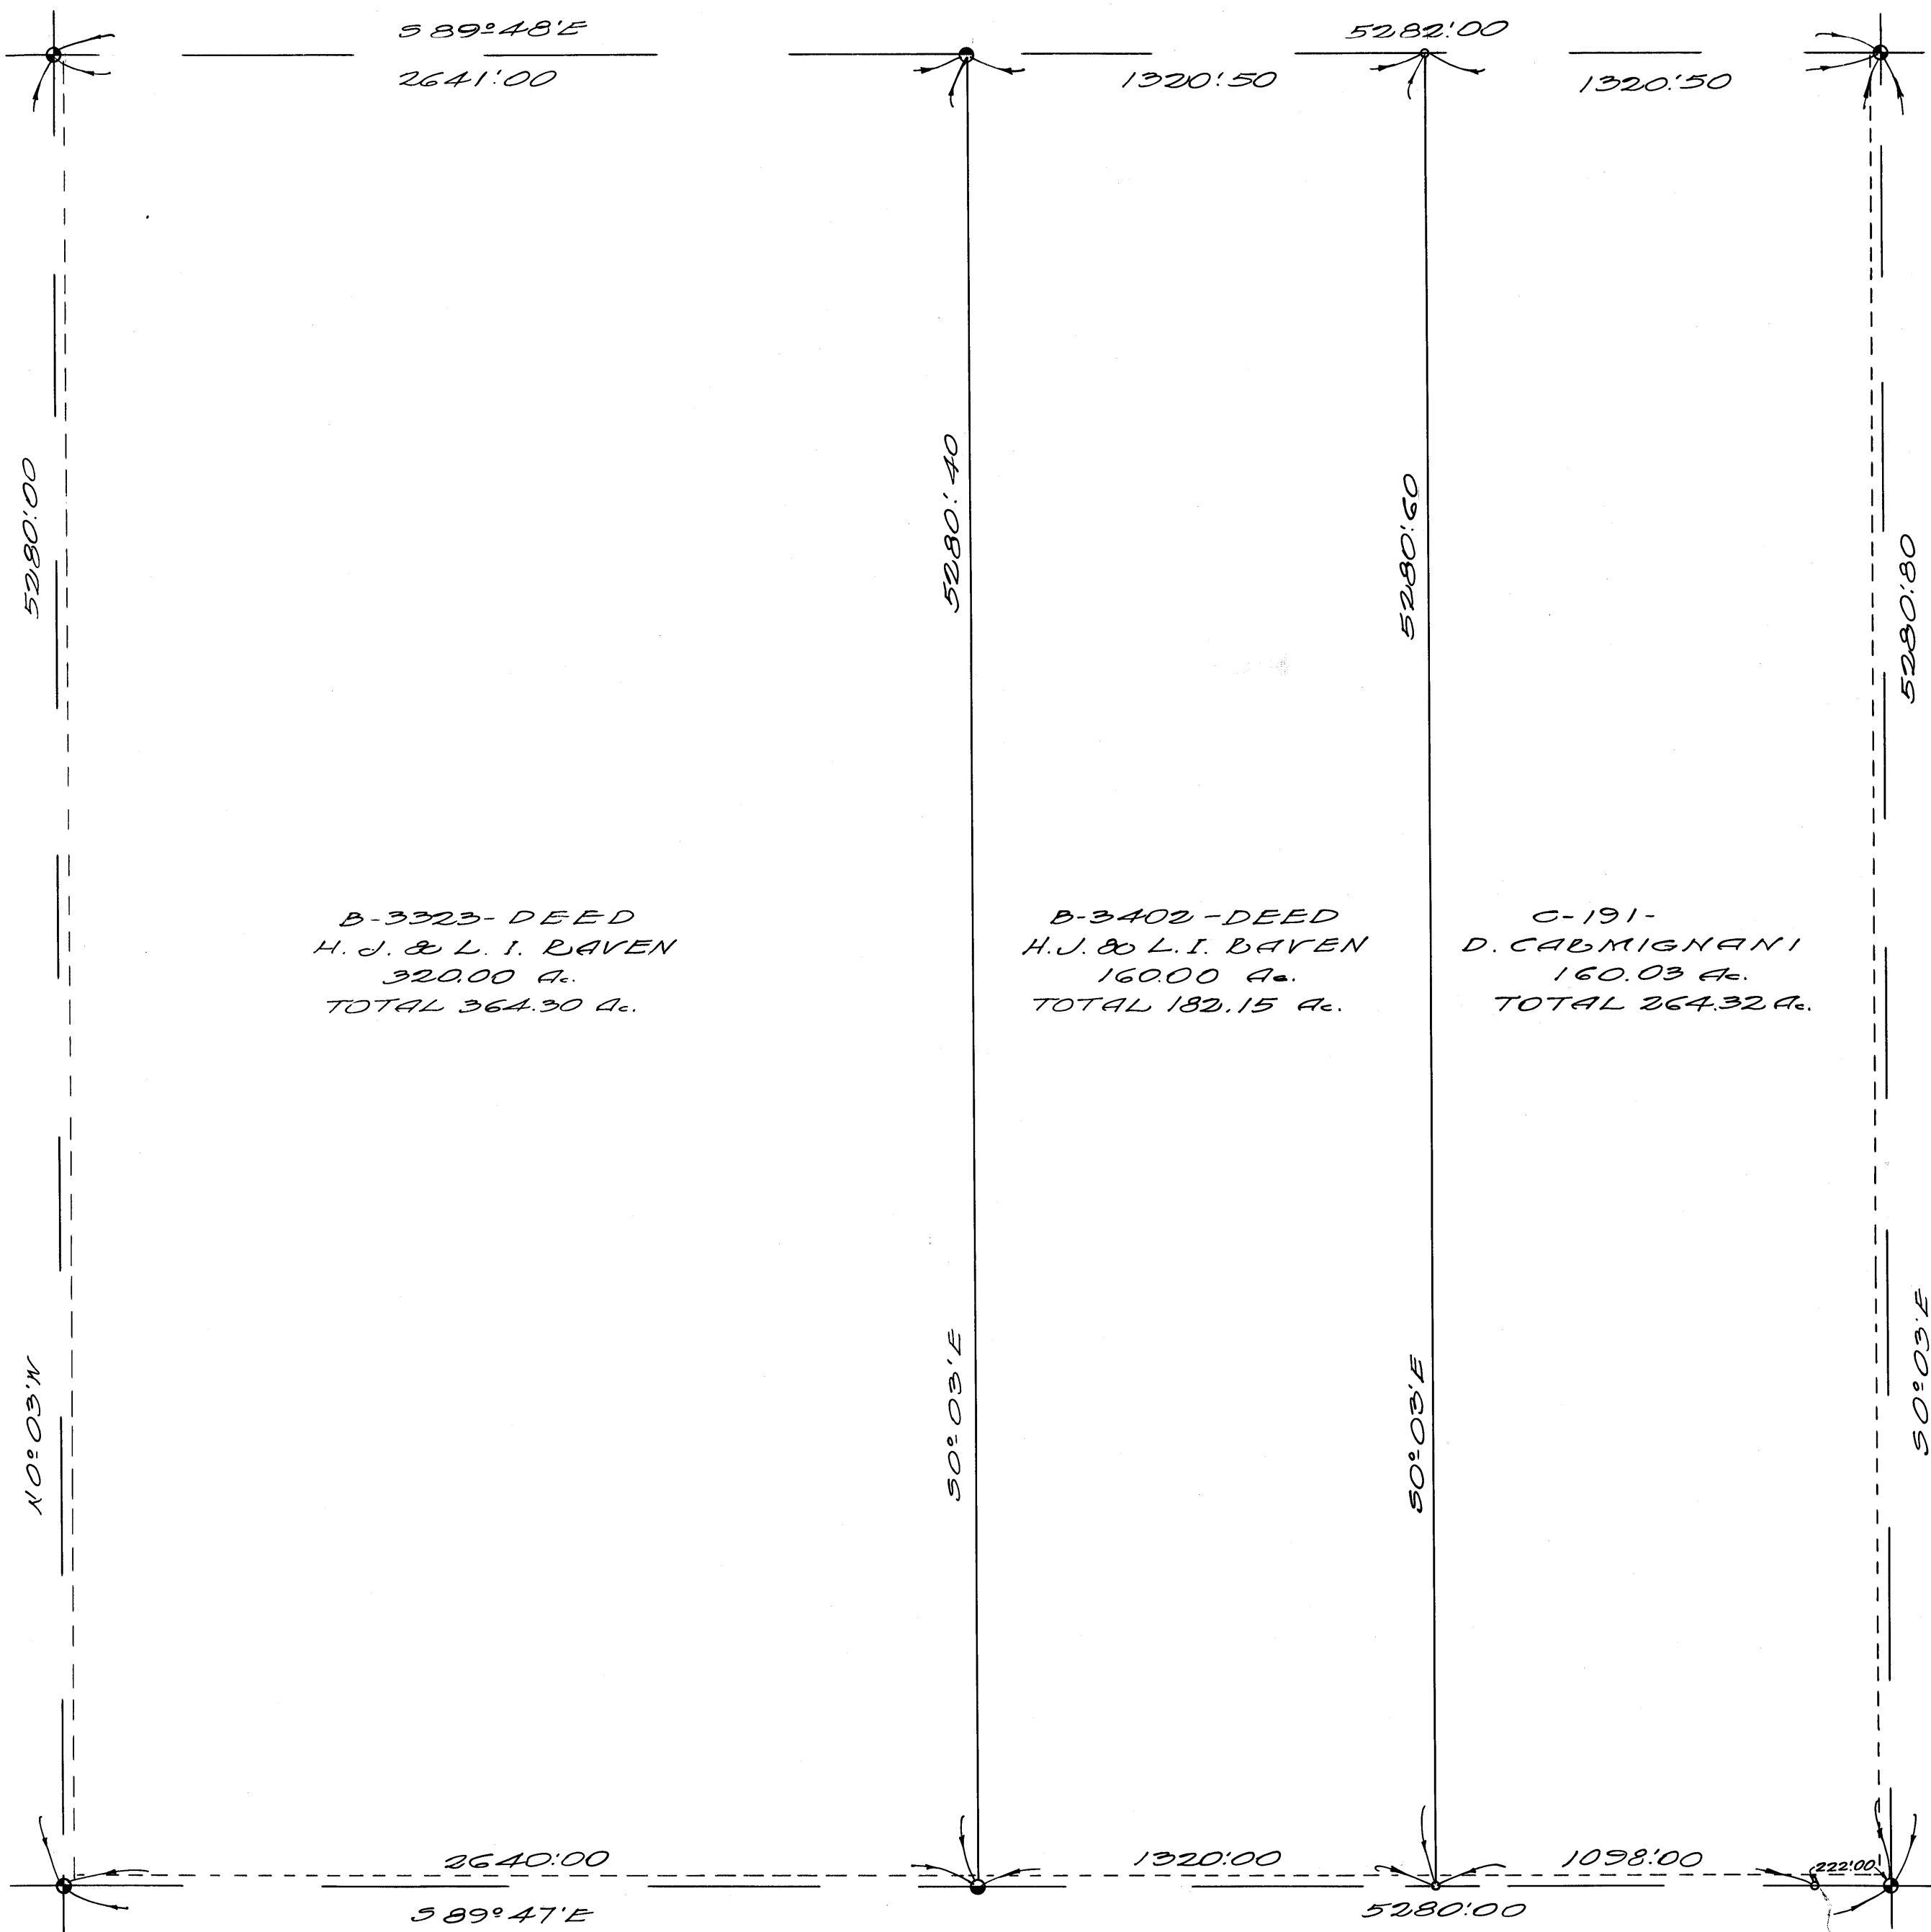 S 89°48'E
5282'.00
2641'.00
1320'.50
1320'.50
5280'.00
5280'.40
5280'.60
5280'.80
B-3323-DEED
H. J. & L. I. RAVEN
320.00 Ac.
TOTAL 364.30 Ac.
B-3402-DEED
H.J. & L.I. RAVEN
160.00 Ac.
TOTAL 182.15 Ac.
C-191-
D. CARMIGNANI
160.03 Ac.
TOTAL 264.32 Ac.
N0°03'W
S0°03'E
S0°03'E
S0°03'E
2640'.00
1320'.00
1098'.00
222'.00
S 89°47'E
5280'.00